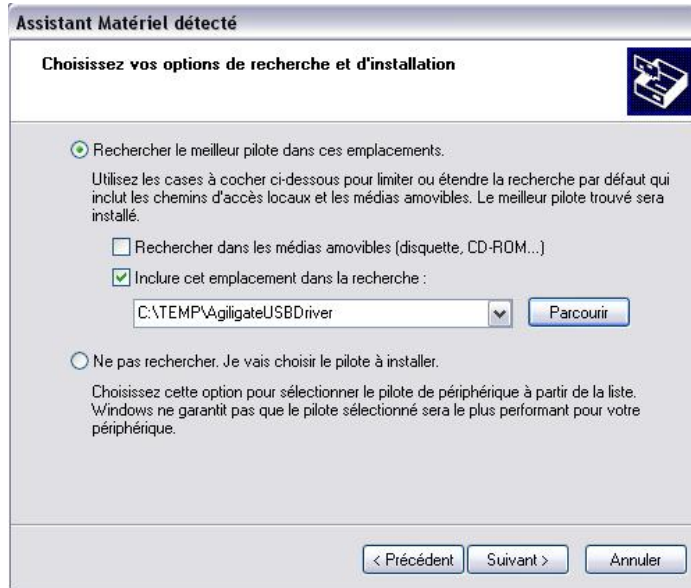 Assistant Matériel détecté
Choisissez vos options de recherche et d'installation
Rechercher le meilleur pilote dans ces emplacements.
Utilisez les cases à cocher ci-dessous pour limiter ou étendre la recherche par défaut qui
inclut les chemins d'accès locaux et les médias amovibles. Le meilleur pilote trouvé sera
installé.
Rechercher dans les médias amovibles (disquette, CD-ROM...)
Inclure cet emplacement dans la recherche :
C:\TEMP\AgiligateUSBDriver
Parcourir
Ne pas rechercher. Je vais choisir le pilote à installer.
Choisissez cette option pour sélectionner le pilote de périphérique à partir de la liste.
Windows ne garantit pas que le pilote sélectionné sera le plus performant pour votre
périphérique.
< Précédent Suivant > Annuler